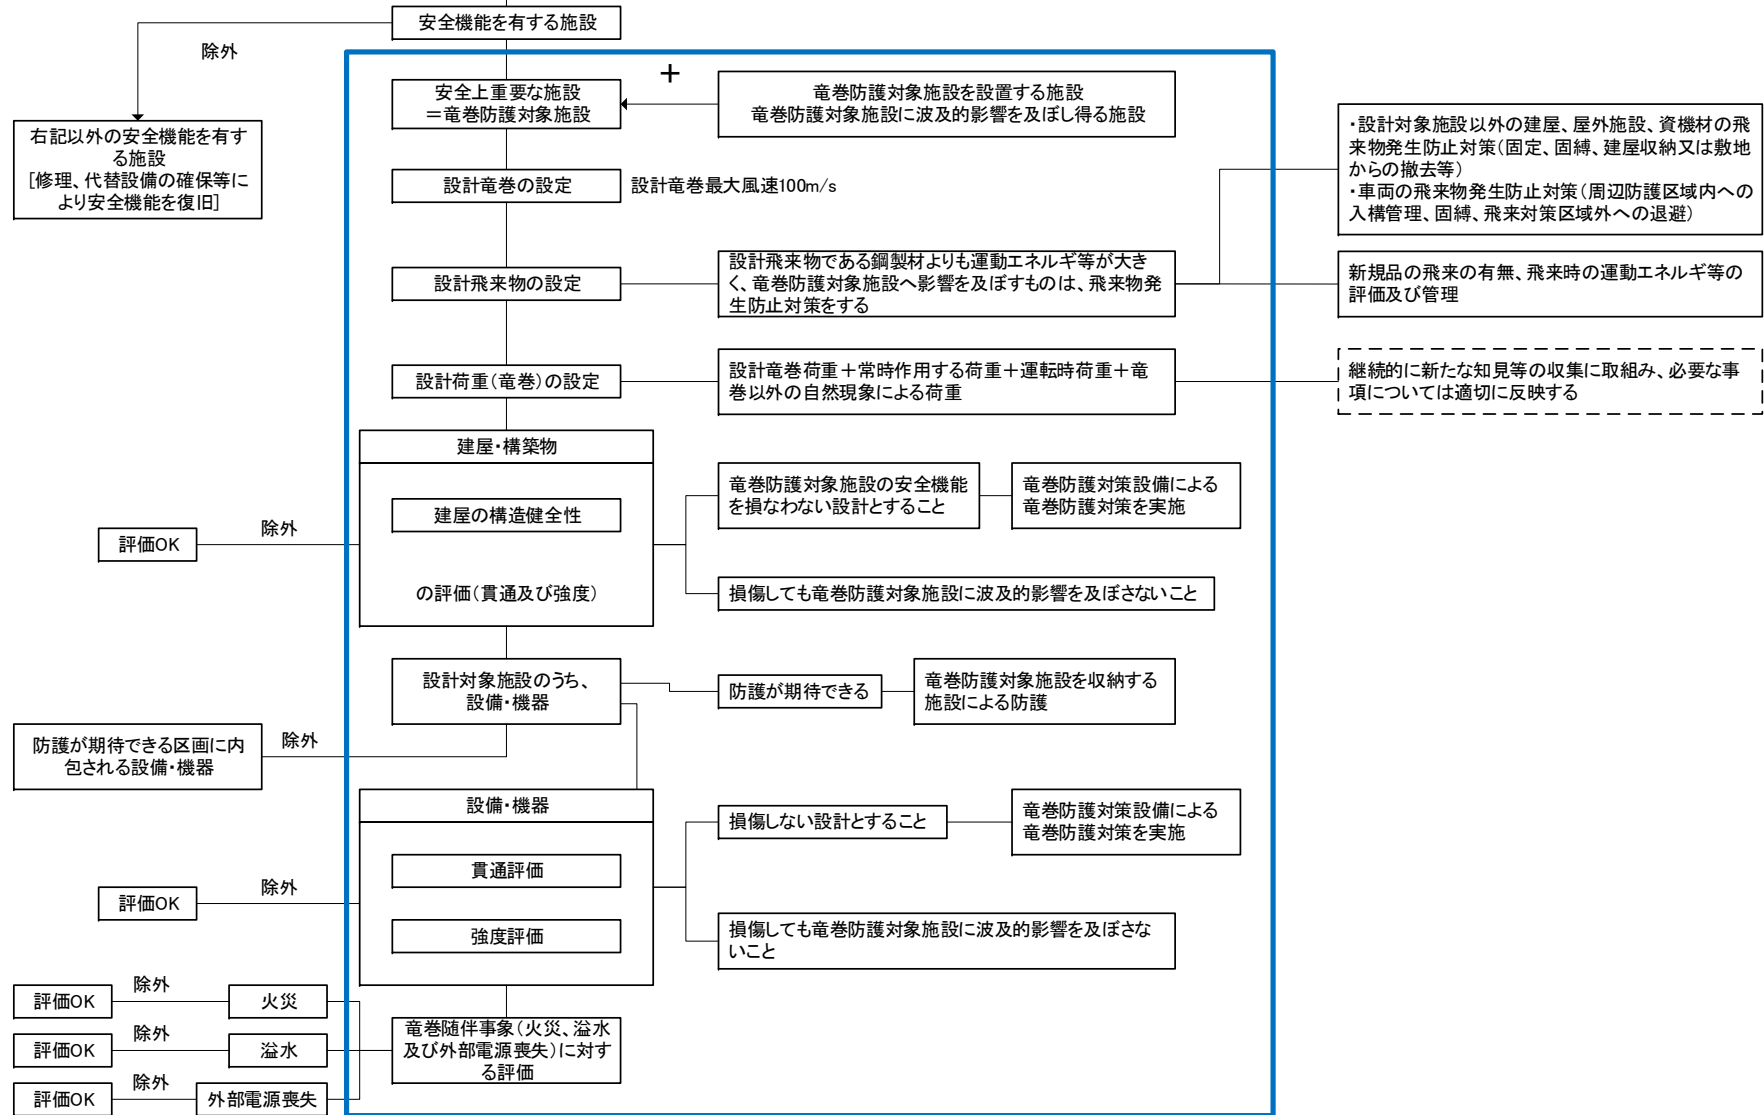 安全機能を有する施設
除外
右記以外の安全機能を有す
る施設
[修理、代替設備の確保等に
より安全機能を復旧]
安全上重要な施設
＝竜巻防護対象施設
＋
竜巻防護対象施設を設置する施設
竜巻防護対象施設に波及的影響を及ぼし得る施設
設計竜巻の設定
設計竜巻最大風速100m/s
・設計対象施設以外の建屋、屋外施設、資機材の飛
来物発生防止対策（固定、固縛、建屋収納又は敷地
からの撤去等）
・車両の飛来物発生防止対策（周辺防護区域内への
入構管理、固縛、飛来対策区域外への退避）
設計飛来物の設定
設計飛来物である鋼製材よりも運動エネルギ等が大き
く、竜巻防護対象施設へ影響を及ぼすものは、飛来物発
生防止対策をする
新規品の飛来の有無、飛来時の運動エネルギ等の
評価及び管理
設計荷重（竜巻）の設定
設計竜巻荷重＋常時作用する荷重＋運転時荷重＋竜
巻以外の自然現象による荷重
継続的に新たな知見等の収集に取組み、必要な事
項については適切に反映する
建屋・構築物
建屋の構造健全性
の評価（貫通及び強度）
評価OK
除外
竜巻防護対象施設の安全機能
を損なわない設計とすること
竜巻防護対策設備による
竜巻防護対策を実施
損傷しても竜巻防護対象施設に波及的影響を及ぼさないこと
設計対象施設のうち、
設備・機器
防護が期待できる
竜巻防護対象施設を収納する
施設による防護
防護が期待できる区画に内
包される設備・機器
除外
設備・機器
貫通評価
強度評価
評価OK
除外
損傷しない設計とすること
竜巻防護対策設備による
竜巻防護対策を実施
損傷しても竜巻防護対象施設に波及的影響を及ぼさな
いこと
評価OK
除外
火災
評価OK
除外
溢水
評価OK
除外
外部電源喪失
竜巻随伴事象（火災、溢水
及び外部電源喪失）に対す
る評価